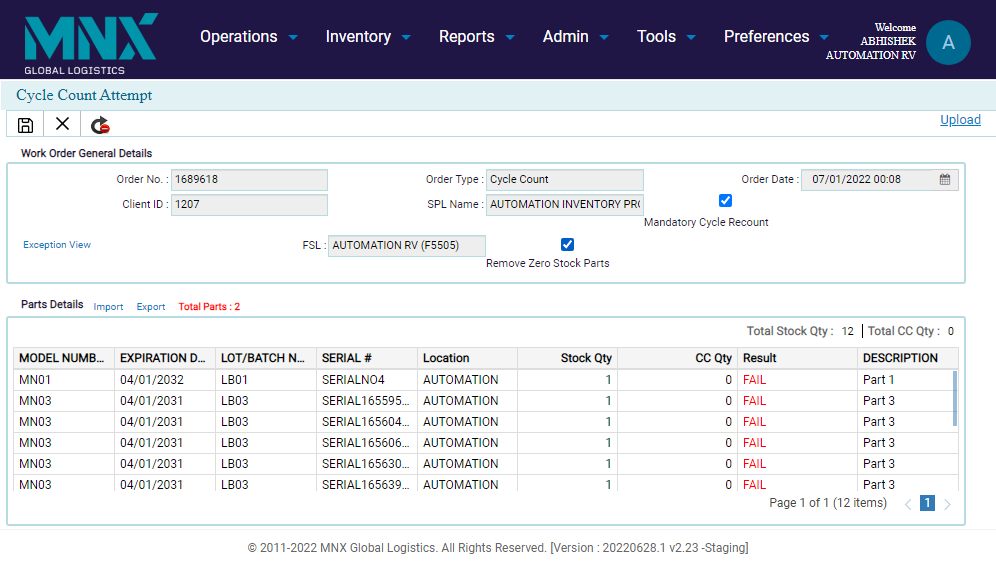 MNX
GLOBAL LOGISTICS
Operations Inventory Reports Admin Tools Preferences
Welcome
ABHISHEK
AUTOMATION RV
A
Cycle Count Attempt
Upload
Work Order General Details
Order No. : 1689618 Order Type : Cycle Count Order Date : 07/01/2022 00:08
Client ID : 1207 SPL Name : AUTOMATION INVENTORY PRO
Mandatory Cycle Recount
Exception View FSL : AUTOMATION RV (F5505)
Remove Zero Stock Parts
Parts Details Import Export Total Parts : 2
Total Stock Qty : 12 Total CC Qty : 0
MODEL NUMB... EXPIRATION D... LOT/BATCH N... SERIAL # Location Stock Qty CC Qty Result DESCRIPTION
MN01 04/01/2032 LB01 SERIALNO4 AUTOMATION 1 0 FAIL Part 1
MN03 04/01/2031 LB03 SERIAL165595... AUTOMATION 1 0 FAIL Part 3
MN03 04/01/2031 LB03 SERIAL165604... AUTOMATION 1 0 FAIL Part 3
MN03 04/01/2031 LB03 SERIAL165606... AUTOMATION 1 0 FAIL Part 3
MN03 04/01/2031 LB03 SERIAL165630... AUTOMATION 1 0 FAIL Part 3
MN03 04/01/2031 LB03 SERIAL165639... AUTOMATION 1 0 FAIL Part 3
Page 1 of 1 (12 items) 1
© 2011-2022 MNX Global Logistics. All Rights Reserved. [Version : 20220628.1 v2.23 -Staging]